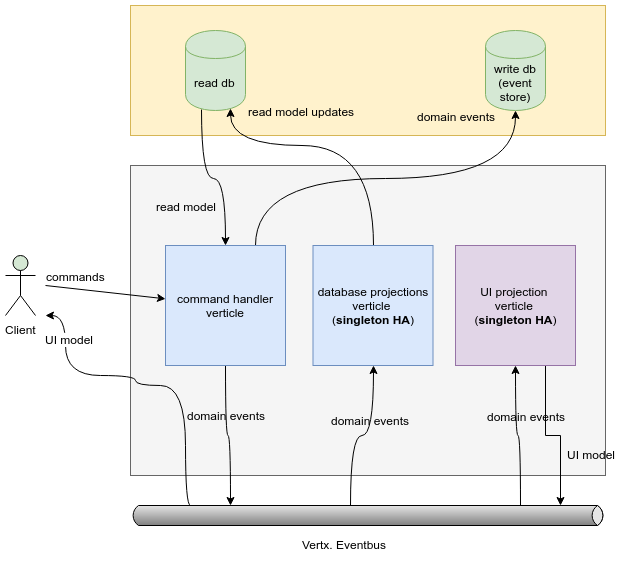 read db
write db
(event
store)
read model updates
domain events
read model
commands
Client
UI model
command handler
verticle
database projections
verticle
(singleton HA)
UI projection
verticle
(singleton HA)
domain events
domain events
domain events
UI model
Vertx. Eventbus